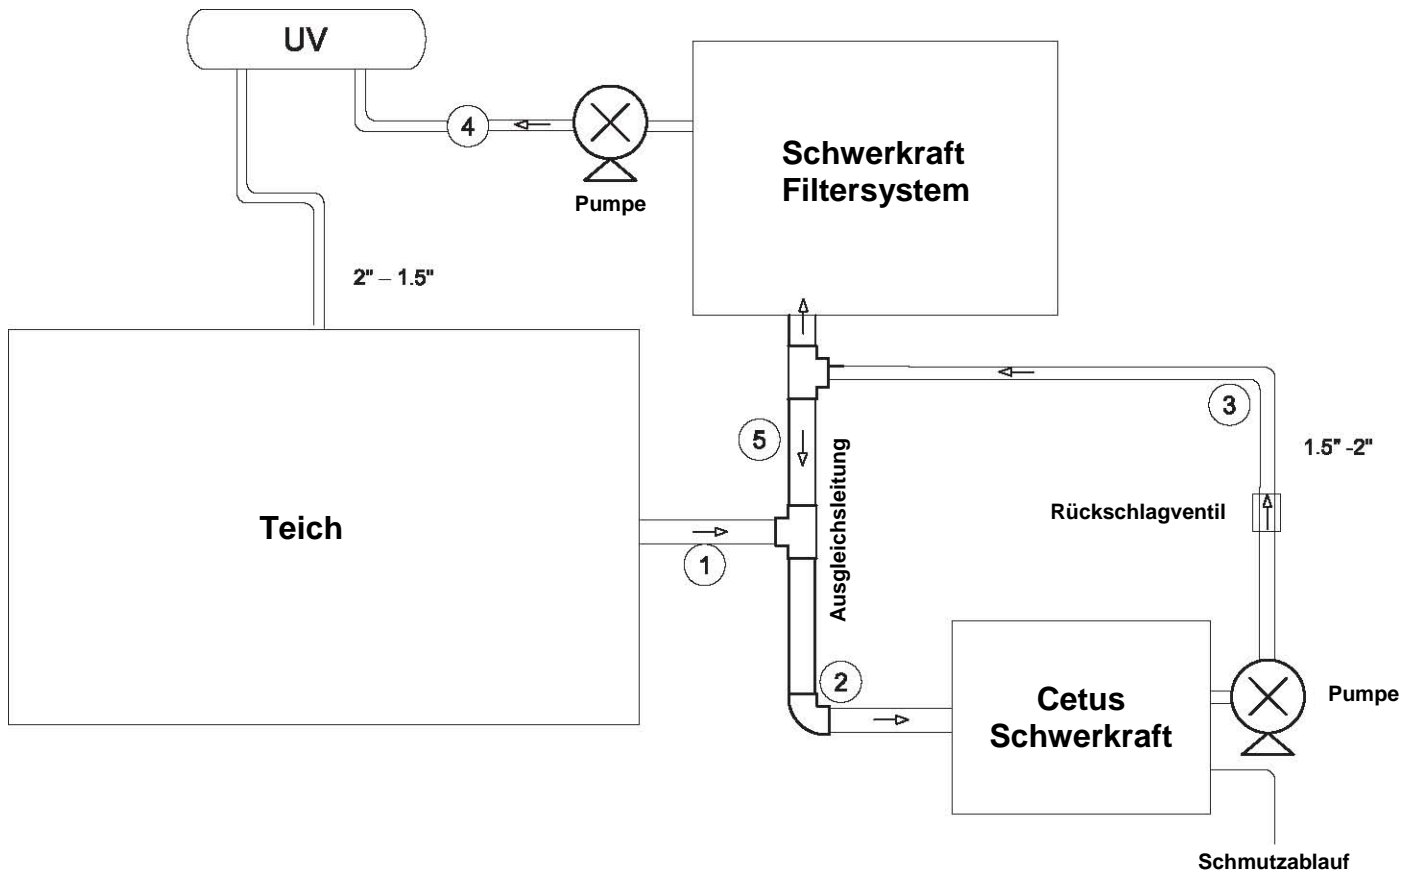 UV
4
Pumpe
Schwerkraft
Filtersystem
2" – 1.5"
3
5
1.5" -2"
Ausgleichsleitung
Rückschlagventil
Teich
1
2
Cetus
Schwerkraft
Pumpe
Schmutzablauf